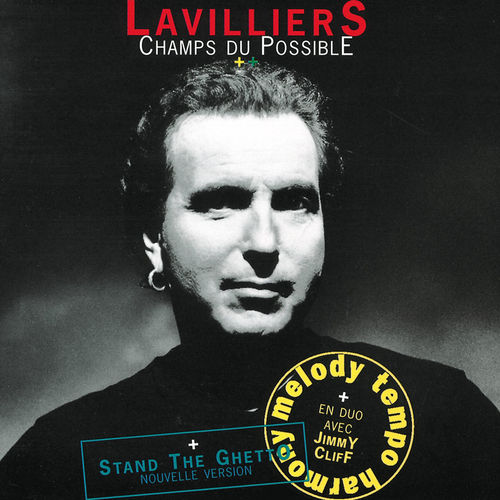 LAVILLIERS
CHAMPS DU POSSIBLE
++
melody tempo harmony
+
EN DUO
AVEC
JIMMY
CLIFF
+
STAND THE GHETTO
NOUVELLE VERSION